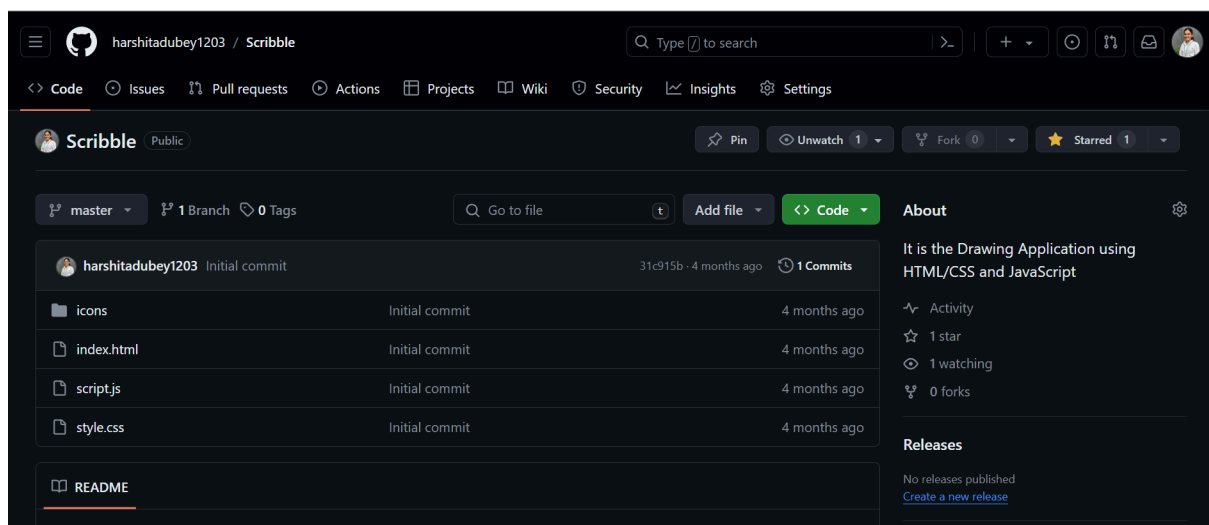 harshitadubey1203 / Scribble
Type / to search
Code Issues Pull requests Actions Projects Wiki Security Insights Settings
Scribble Public
Pin Unwatch 1 Fork 0 Starred 1
master 1 Branch 0 Tags Go to file t Add file Code
harshitadubey1203 Initial commit 31c915b · 4 months ago 1 Commits
icons Initial commit 4 months ago
index.html Initial commit 4 months ago
script.js Initial commit 4 months ago
style.css Initial commit 4 months ago
README
About
It is the Drawing Application using
HTML/CSS and JavaScript
Activity
1 star
1 watching
0 forks
Releases
No releases published
Create a new release